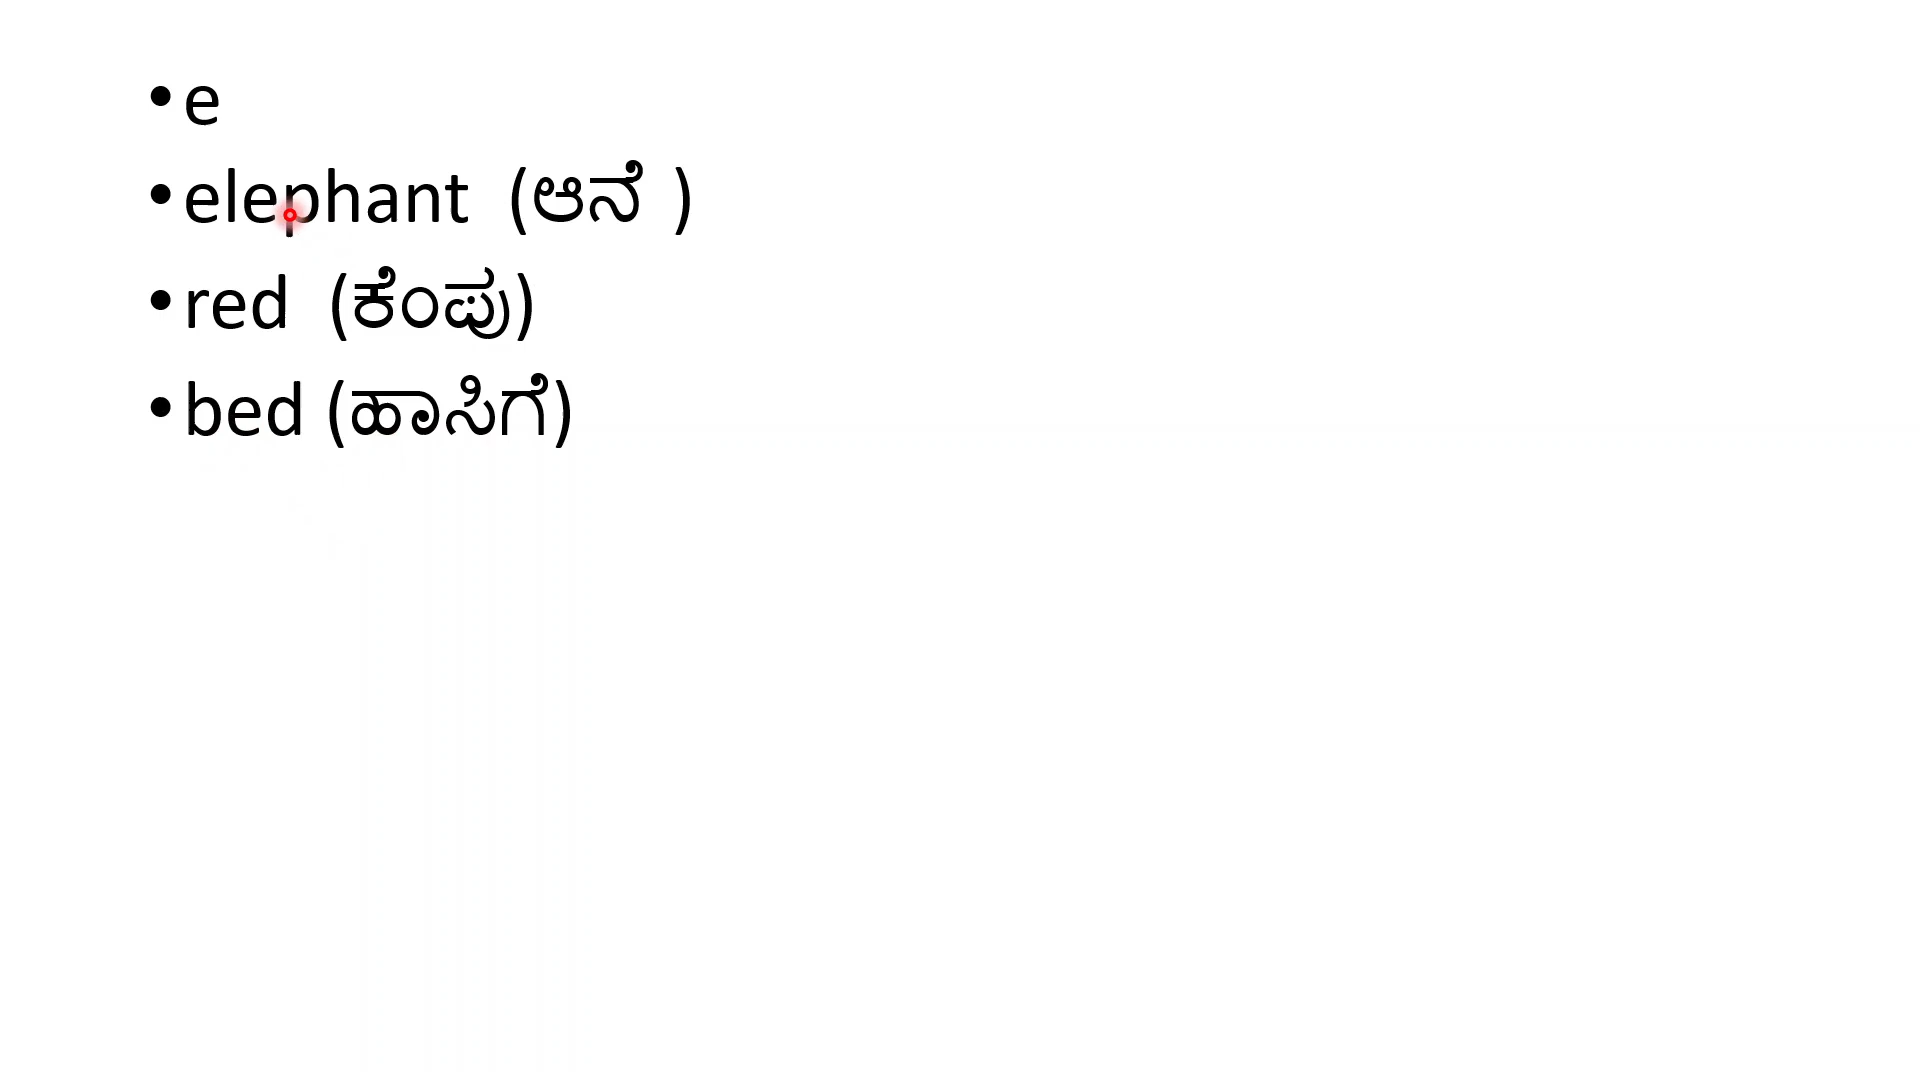 • e
• elephant (ಆನೆ )
• red (ಕೆಂಪು)
• bed (ಹಾಸಿಗೆ)